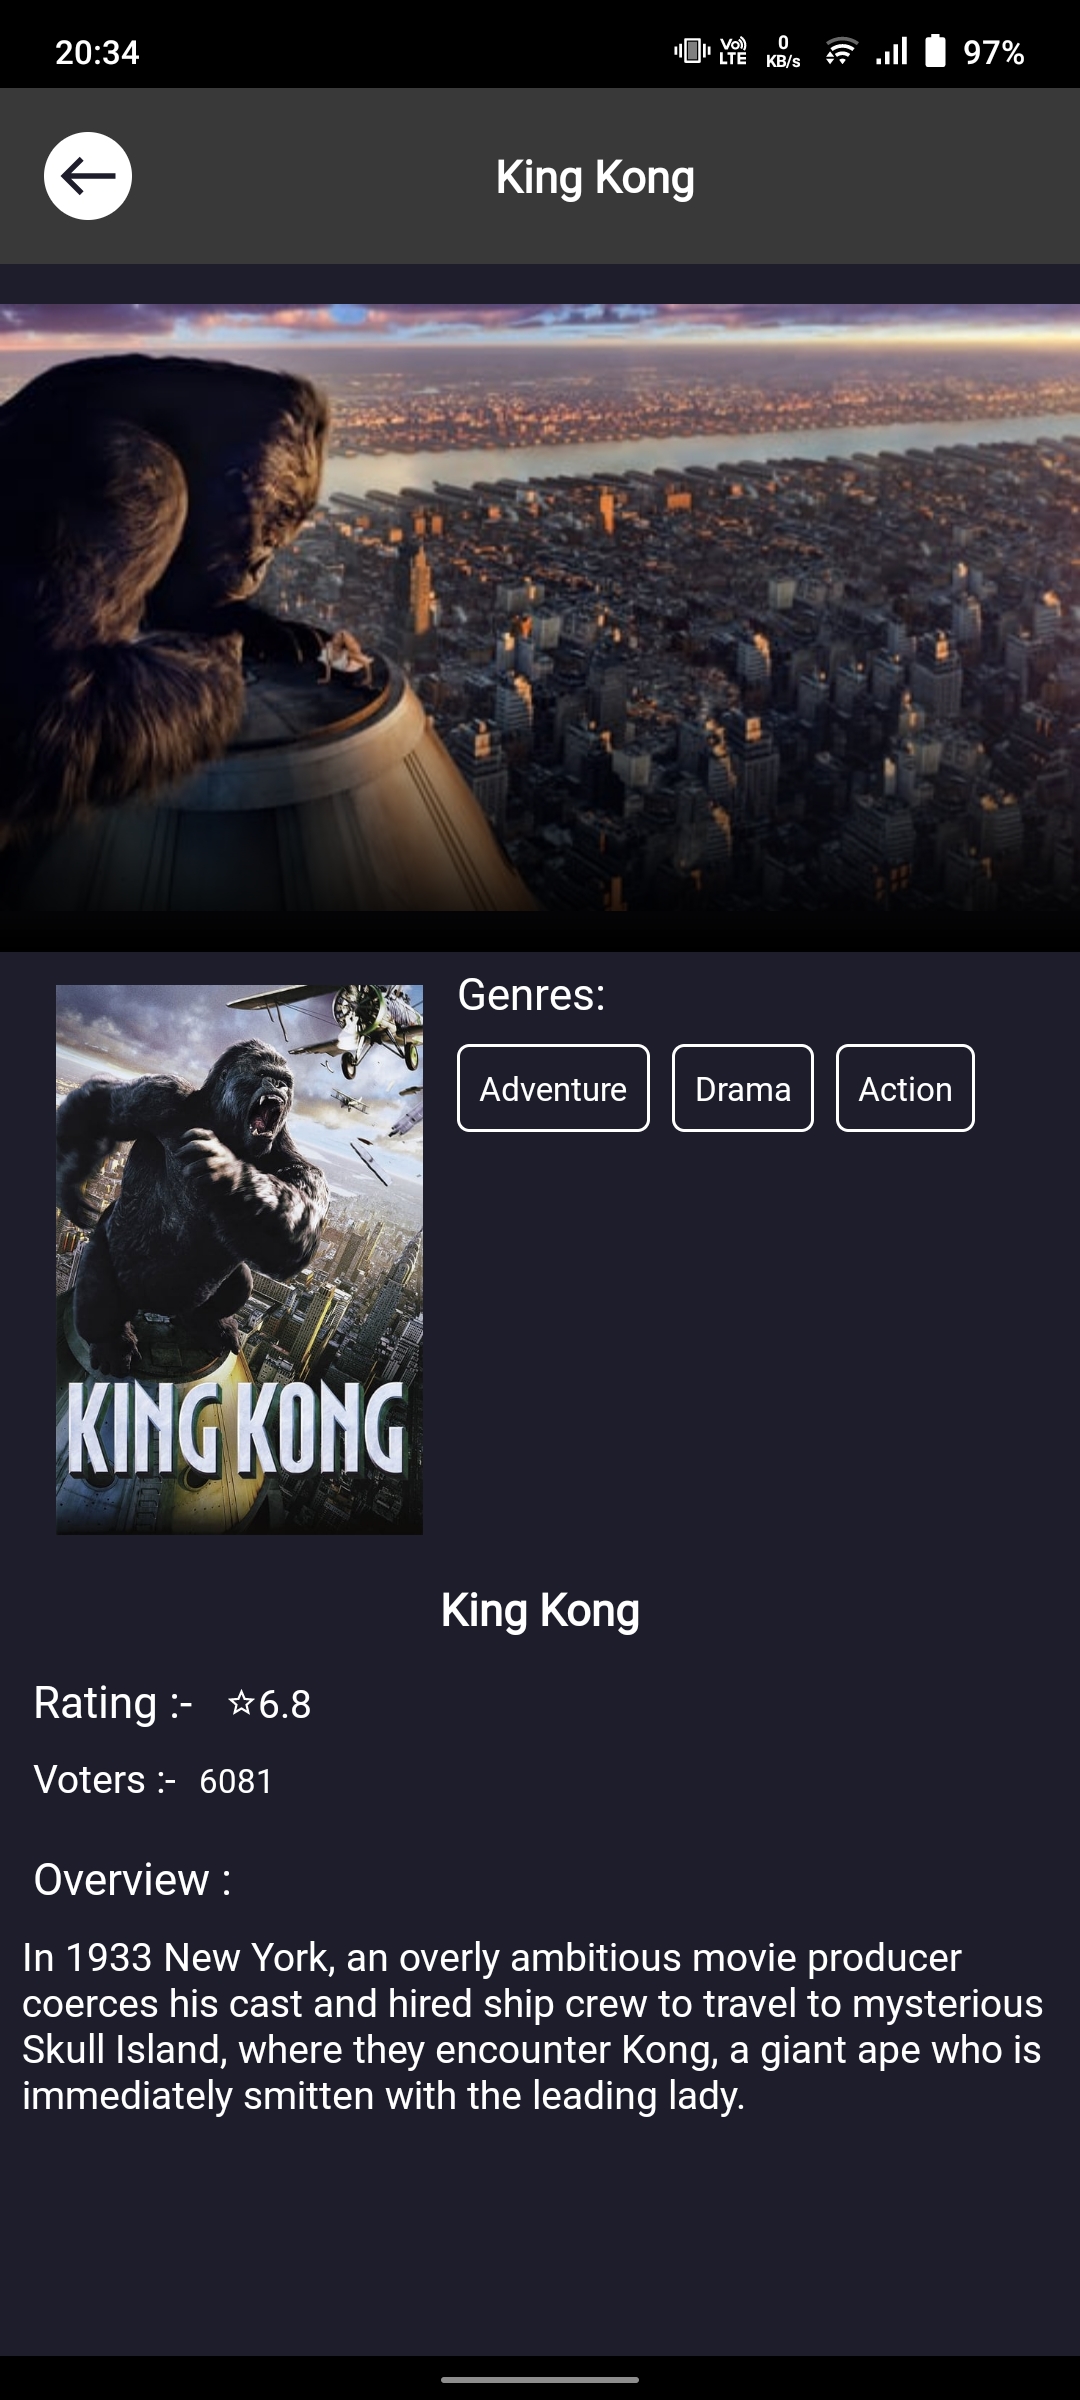 20:34
Vo)) LTE
0 KB/s
97%
King Kong
Genres:
Adventure Drama Action
KING KONG
King Kong
Rating :- ☆6.8
Voters :- 6081
Overview :
In 1933 New York, an overly ambitious movie producer
coerces his cast and hired ship crew to travel to mysterious
Skull Island, where they encounter Kong, a giant ape who is
immediately smitten with the leading lady.